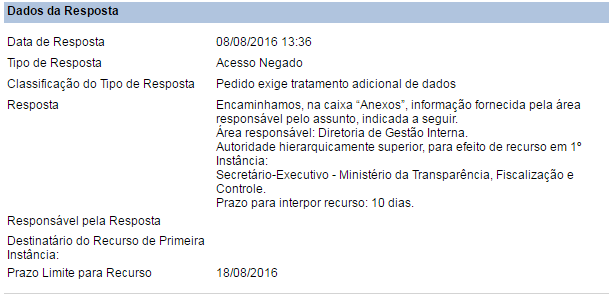 Dados da Resposta
Data de Resposta 08/08/2016 13:36
Tipo de Resposta Acesso Negado
Classificação do Tipo de Resposta Pedido exige tratamento adicional de dados
Resposta Encaminhamos, na caixa “Anexos”, informação fornecida pela área
responsável pelo assunto, indicada a seguir.
Área responsável: Diretoria de Gestão Interna.
Autoridade hierarquicamente superior, para efeito de recurso em 1º
Instância:
Secretário-Executivo - Ministério da Transparência, Fiscalização e
Controle.
Prazo para interpor recurso: 10 dias.
Responsável pela Resposta
Destinatário do Recurso de Primeira
Instância:
Prazo Limite para Recurso 18/08/2016